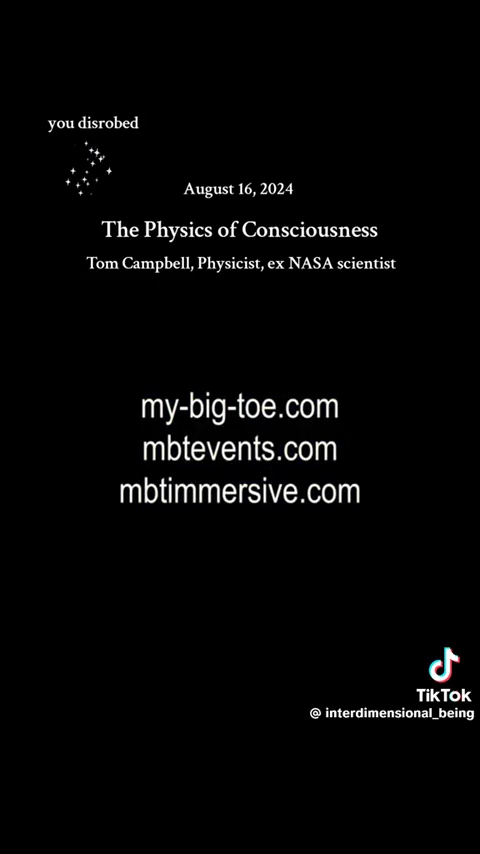 you disrobed
August 16, 2024
The Physics of Consciousness
Tom Campbell, Physicist, ex NASA scientist
my-big-toe.com
mbtevents.com
mbtimmersive.com
TikTok
@ interdimensional_being